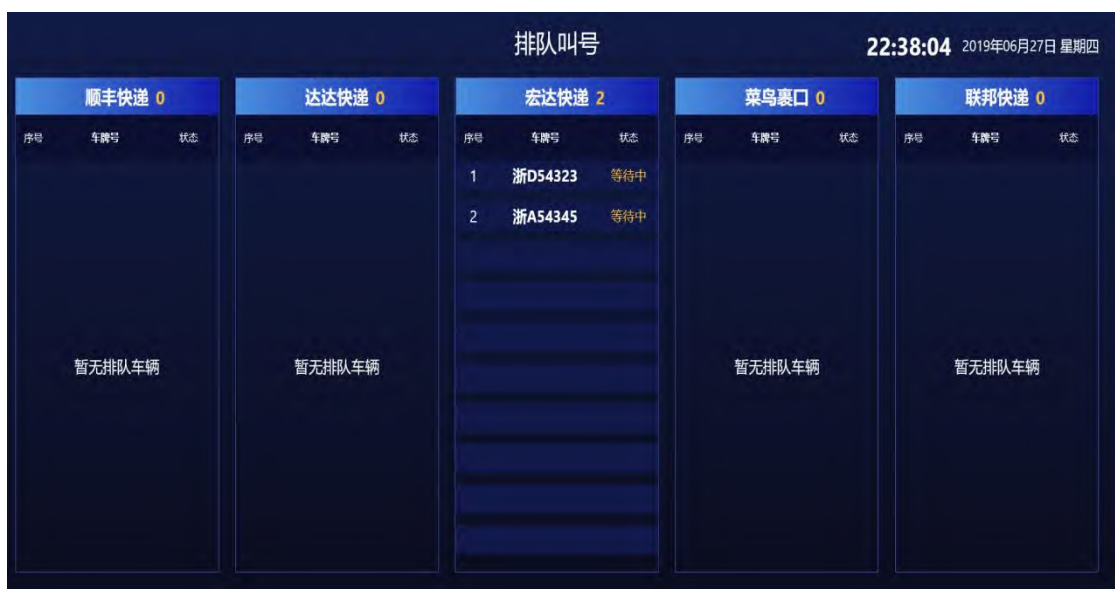 排队叫号
22:38:04 2019年06月27日 星期四
顺丰快递 0
序号 车牌号 状态
暂无排队车辆
达达快递 0
序号 车牌号 状态
暂无排队车辆
宏达快递 2
序号 车牌号 状态
1 浙D54323 等待中
2 浙A54345 等待中
菜鸟裹口 0
序号 车牌号 状态
暂无排队车辆
联邦快递 0
序号 车牌号 状态
暂无排队车辆